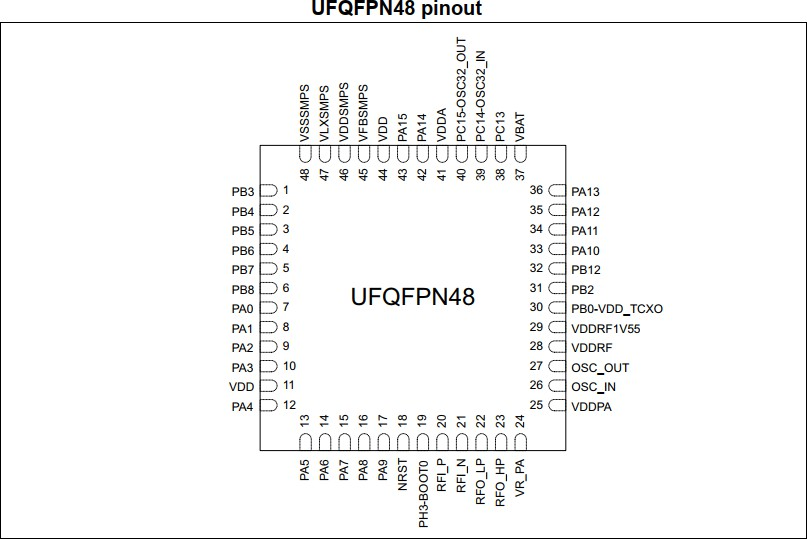 UFQFPN48 pinout
VSSSMPS
VLXSMPS
VDDSMPS
VFBSMPS
VDD
PA15
PA14
VDDA
PC15-OSC32_OUT
PC14-OSC32_IN
PC13
VBAT
48 47 46 45 44 43 42 41 40 39 38 37
PB3 1
PB4 2
PB5 3
PB6 4
PB7 5
PB8 6
PA0 7
PA1 8
PA2 9
PA3 10
VDD 11
PA4 12
UFQFPN48
36 PA13
35 PA12
34 PA11
33 PA10
32 PB12
31 PB2
30 PB0-VDD_TCXO
29 VDDRF1V55
28 VDDRF
27 OSC_OUT
26 OSC_IN
25 VDDPA
13 14 15 16 17 18 19 20 21 22 23 24
PA5
PA6
PA7
PA8
PA9
NRST
PH3-BOOT0
RFI_P
RFI_N
RFO_LP
RFO_HP
VR_PA